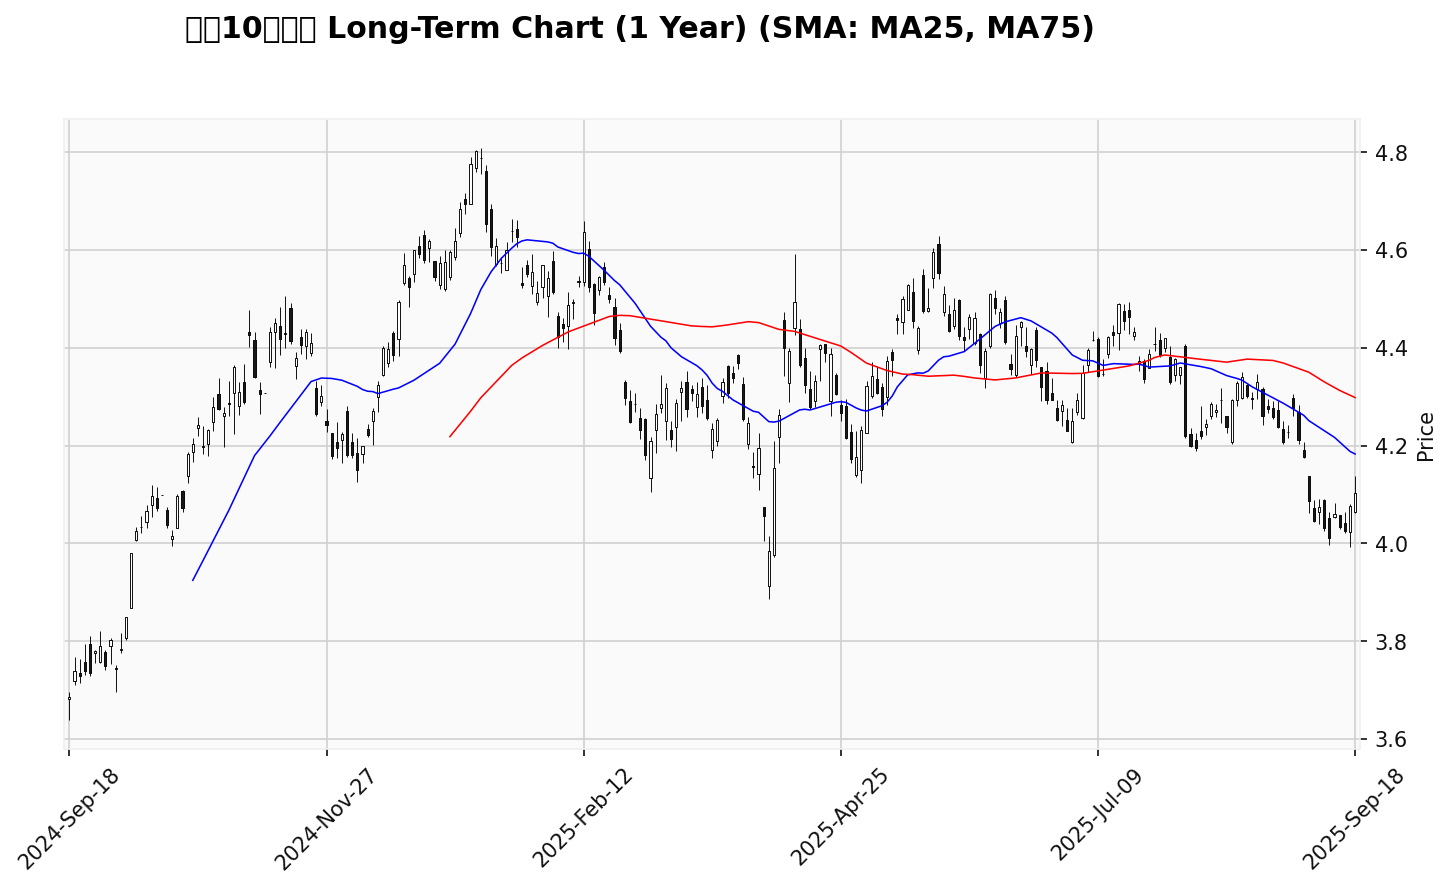 10 Long-Term Chart (1 Year) (SMA: MA25, MA75)
4.8
4.6
4.4
4.2
4.0
3.8
3.6
Price
2024-Sep-18
2024-Nov-27
2025-Feb-12
2025-Apr-25
2025-Jul-09
2025-Sep-18